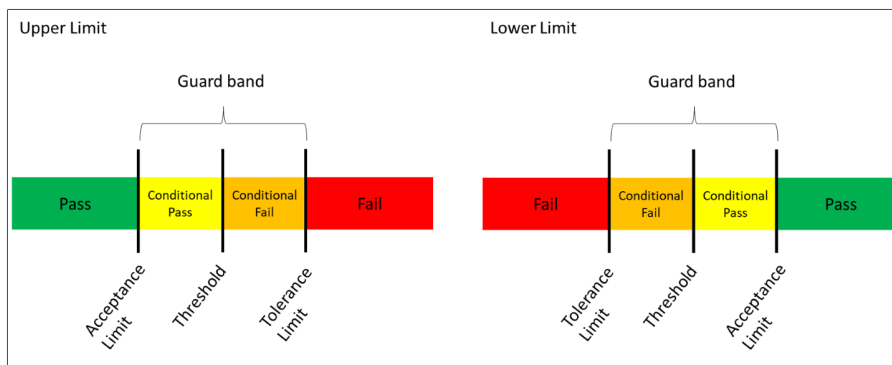 Upper Limit
Guard band
Pass
Conditional
Pass
Conditional
Fail
Fail
Acceptance
Limit
Threshold
Tolerance
Limit
Lower Limit
Guard band
Fail
Conditional
Fail
Conditional
Pass
Pass
Tolerance
Limit
Threshold
Acceptance
Limit